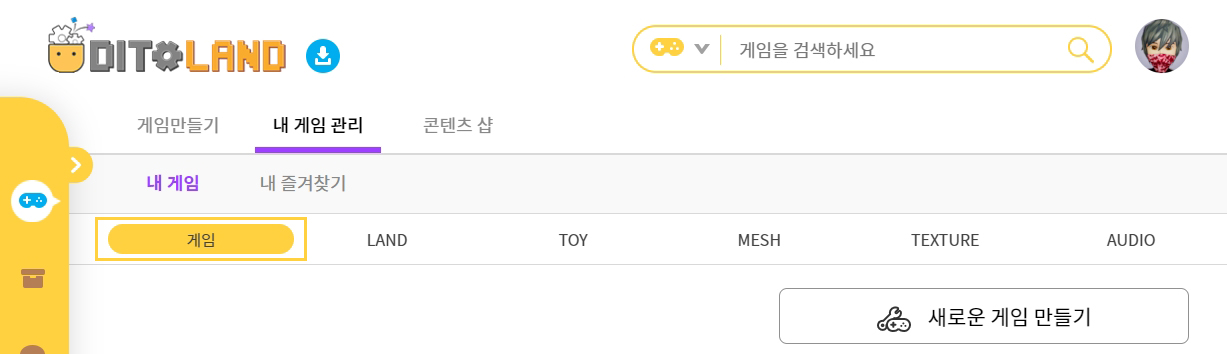 DITOLAND
게임을 검색하세요
게임만들기 내 게임 관리 콘텐츠 샵
내 게임 내 즐겨찾기
게임 LAND TOY MESH TEXTURE AUDIO
새로운 게임 만들기